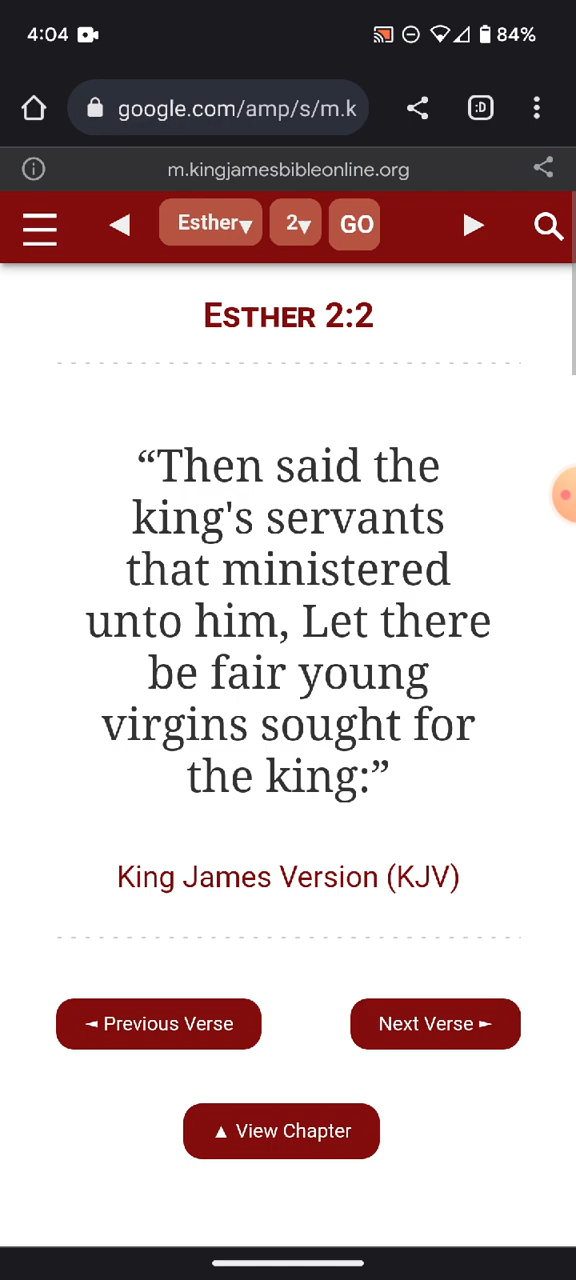 4:04 84%
google.com/amp/s/m.k :D
m.kingjamesbibleonline.org
Esther 2 GO
ESTHER 2:2
“Then said the
king's servants
that ministered
unto him, Let there
be fair young
virgins sought for
the king:”
King James Version (KJV)
◄ Previous Verse Next Verse ►
▲ View Chapter